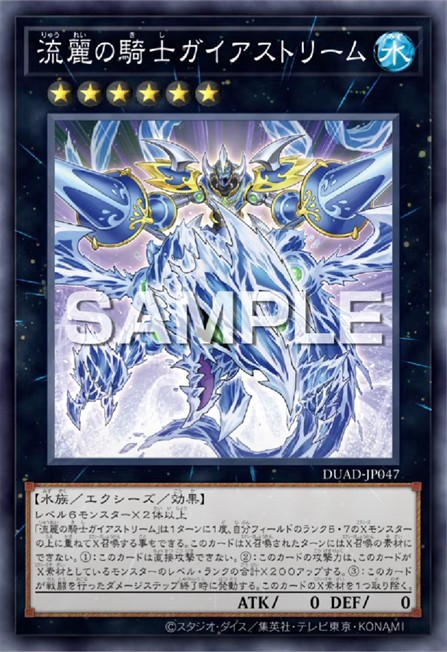 流麗の騎士ガイアストリーム 水
SAMPLE
DUAD-JP047
【水族／エクシーズ／効果】
レベル６モンスター×２体以上
「流麗の騎士ガイアストリーム」は１ターンに１度、自分フィールドのランク５・７のXモンスター
の上に重ねてX召喚する事もできる。このカードはX召喚されたターンにはX召喚の素材に
できない。①：このカードは直接攻撃できない。②：このカードの攻撃力は、このカードが
X素材としているモンスターのレベル・ランクの合計×２００アップする。③：このカード
が戦闘を行ったダメージステップ終了時に発動する。このカードのX素材を１つ取り除く。
ATK/ 0 DEF/ 0
©スタジオ・ダイス／集英社・テレビ東京・KONAMI